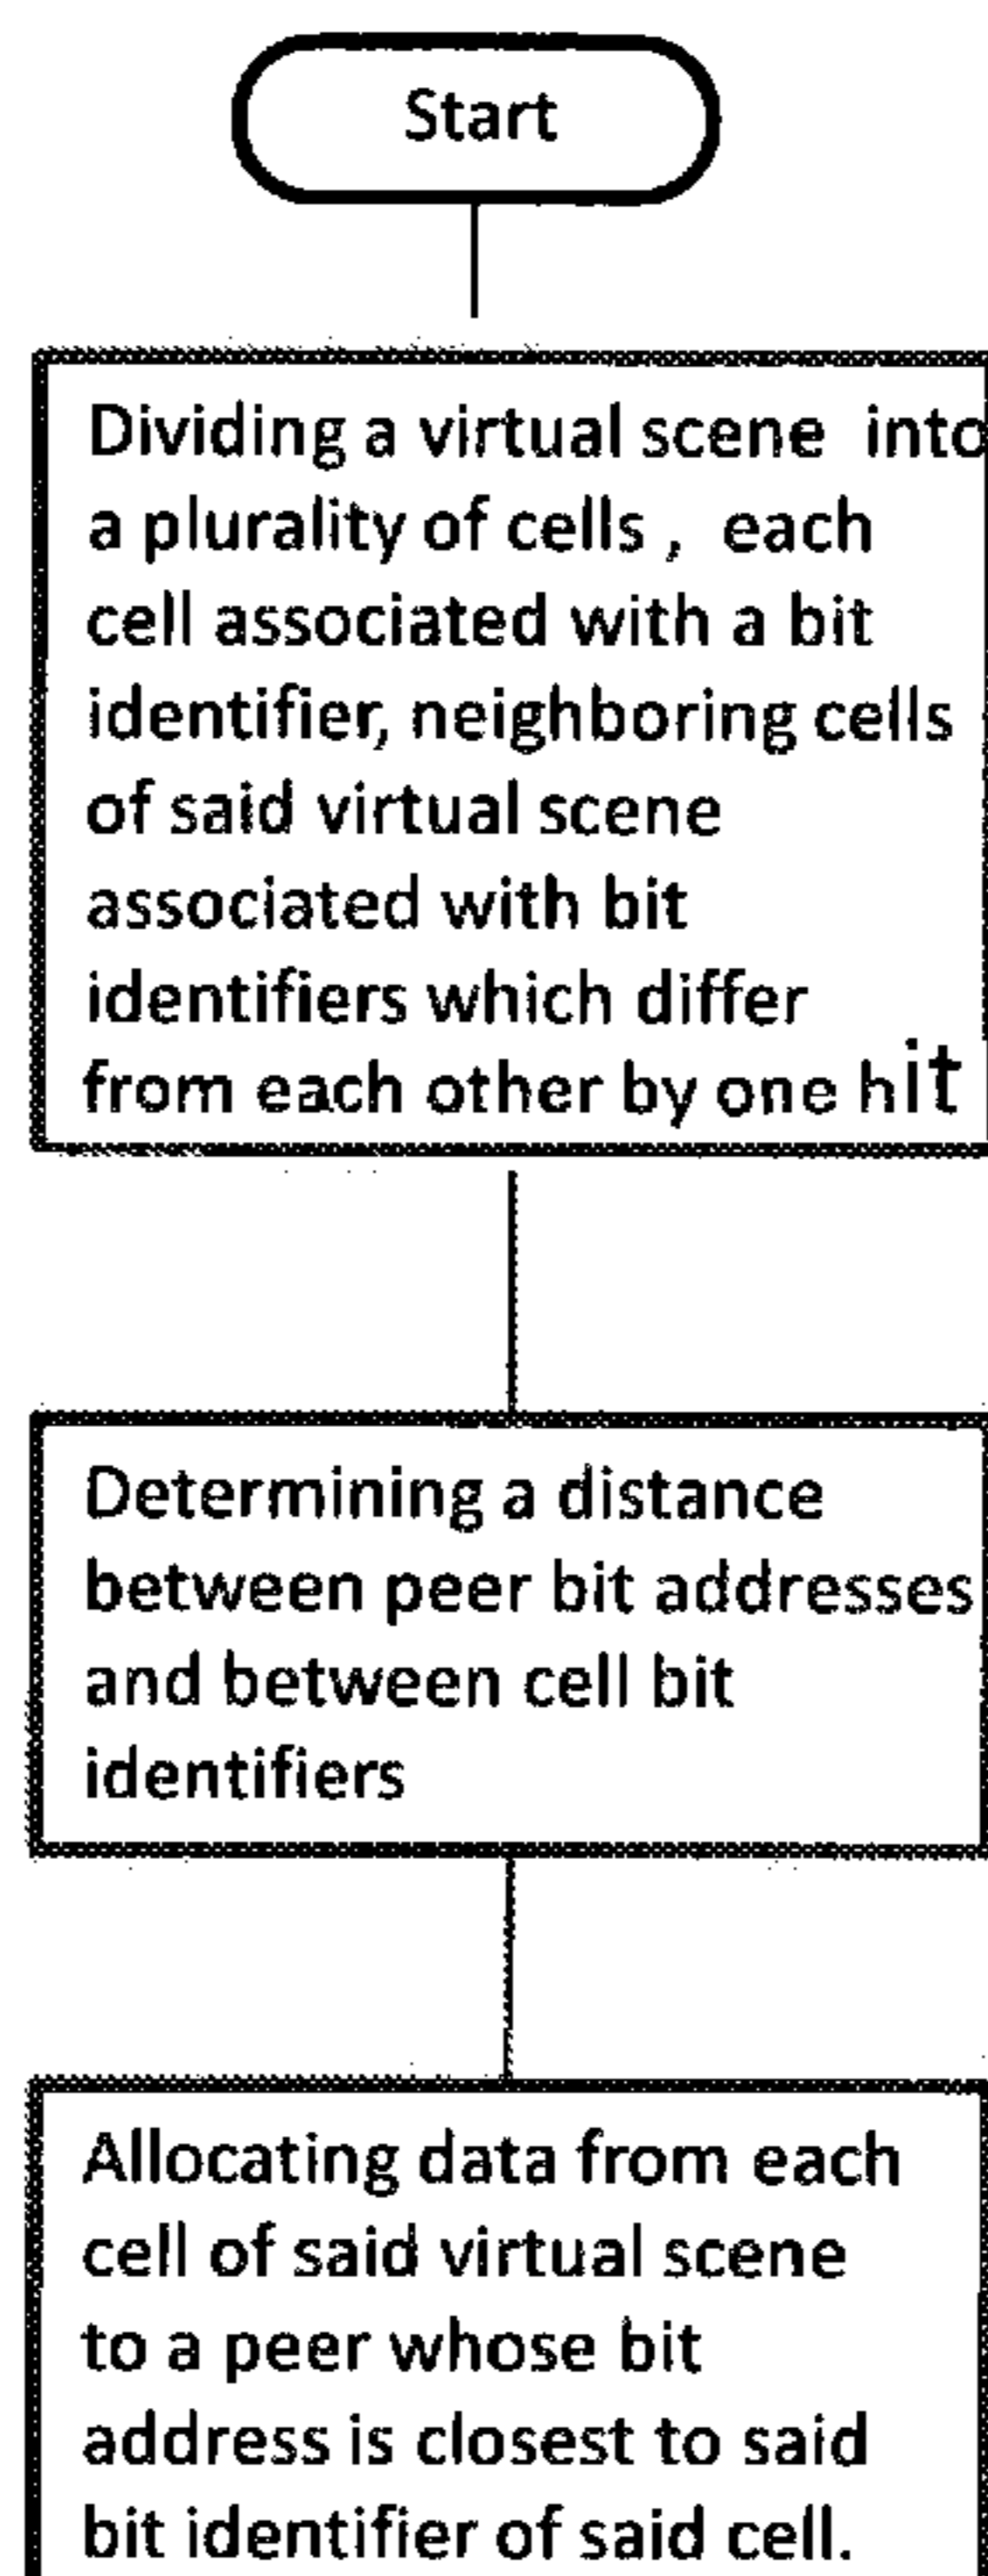 Start
Dividing a virtual scene into
a plurality of cells , each
cell associated with a bit
identifier, neighboring cells
of said virtual scene
associated with bit
identifiers which differ
from each other by one hit
Determining a distance
between peer bit addresses
and between cell bit
identifiers
Allocating data from each
cell of said virtual scene
to a peer whose bit
address is closest to said
bit identifier of said cell.